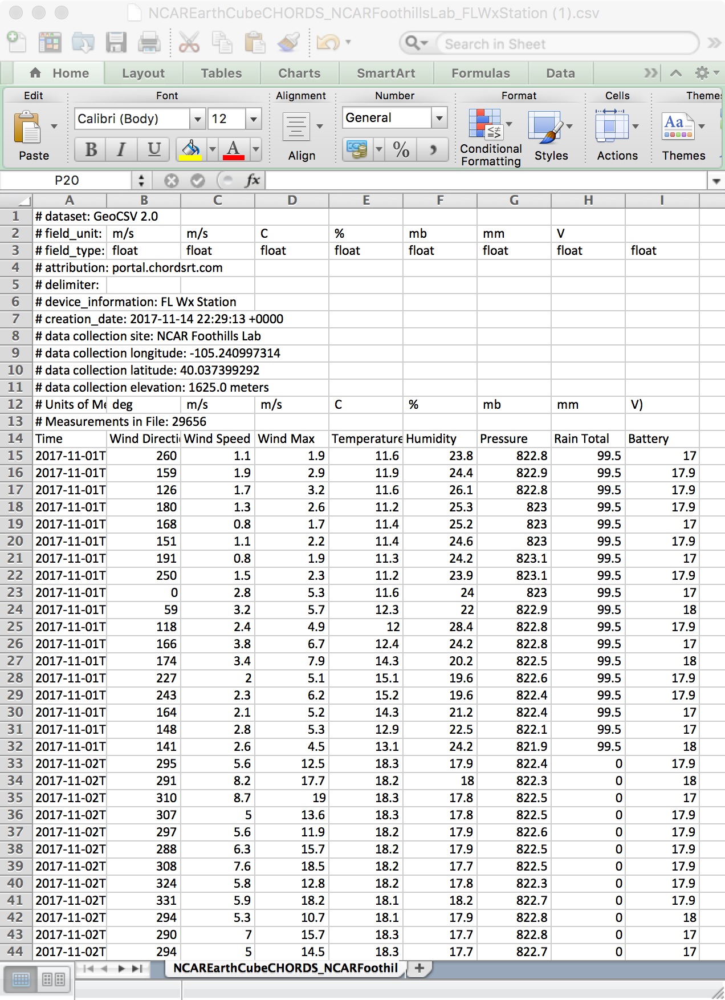 NCAREarthCubeCHORDS_NCARFoothillsLab_FLWxStation (1).csv
Search in Sheet
Home Layout Tables Charts SmartArt Formulas Data
Edit Font Alignment Number Format Cells Themes
Calibri (Body) 12 General
Paste B I U A Align % Conditional Formatting Styles Actions Aa Themes
P20 fx
A B C D E F G H I
1 # dataset: GeoCSV 2.0
2 # field_unit: m/s m/s C % mb mm V
3 # field_type: float float float float float float float float
4 # attribution: portal.chordsrt.com
5 # delimiter:
6 # device_information: FL Wx Station
7 # creation_date: 2017-11-14 22:29:13 +0000
8 # data collection site: NCAR Foothills Lab
9 # data collection longitude: -105.240997314
10 # data collection latitude: 40.037399292
11 # data collection elevation: 1625.0 meters
12 # Units of Me deg m/s m/s C % mb mm V)
13 # Measurements in File: 29656
14 Time Wind Directi Wind Speed Wind Max Temperature Humidity Pressure Rain Total Battery
15 2017-11-01T 260 1.1 1.9 11.6 23.8 822.8 99.5 17
16 2017-11-01T 159 1.9 2.9 11.9 24.4 822.9 99.5 17.9
17 2017-11-01T 126 1.7 3.2 11.6 26.1 822.8 99.5 17.9
18 2017-11-01T 180 1.3 2.6 11.2 25.3 823 99.5 17.9
19 2017-11-01T 168 0.8 1.7 11.4 25.2 823 99.5 17
20 2017-11-01T 151 1.1 2.2 11.4 24.6 823 99.5 17.9
21 2017-11-01T 191 0.8 1.9 11.3 24.2 823.1 99.5 17
22 2017-11-01T 250 1.5 2.3 11.2 23.9 823.1 99.5 17.9
23 2017-11-01T 0 2.8 5.3 11.6 24 823 99.5 17
24 2017-11-01T 59 3.2 5.7 12.3 22 822.9 99.5 18
25 2017-11-01T 118 2.4 4.9 12 28.4 822.8 99.5 17.9
26 2017-11-01T 166 3.8 6.7 12.4 24.2 822.8 99.5 17
27 2017-11-01T 174 3.4 7.9 14.3 20.2 822.5 99.5 18
28 2017-11-01T 227 2 5.1 15.1 19.6 822.6 99.5 17.9
29 2017-11-01T 243 2.3 6.2 15.2 19.6 822.4 99.5 17.9
30 2017-11-01T 164 2.1 5.2 14.3 21.2 822.4 99.5 17
31 2017-11-01T 148 2.8 5.3 12.9 22.5 822.1 99.5 17
32 2017-11-01T 141 2.6 4.5 13.1 24.2 821.9 99.5 18
33 2017-11-02T 295 5.6 12.5 18.3 17.9 822.4 0 17.9
34 2017-11-02T 291 8.2 17.7 18.2 18 822.3 0 18
35 2017-11-02T 310 8.7 19 18.3 17.8 822.5 0 17
36 2017-11-02T 307 5 13.6 18.3 17.8 822.5 0 17.9
37 2017-11-02T 297 5.6 11.9 18.2 17.9 822.6 0 17.9
38 2017-11-02T 288 6.3 15.7 18.2 17.9 822.5 0 17.9
39 2017-11-02T 308 7.6 18.5 18.2 17.7 822.5 0 17.9
40 2017-11-02T 324 5.8 12.8 18.2 17.8 822.3 0 17.9
41 2017-11-02T 331 5.9 18.2 18.1 18.2 822.7 0 17.9
42 2017-11-02T 294 5.3 10.7 18.1 17.9 822.8 0 18
43 2017-11-02T 290 7 15.7 18.3 17.7 822.8 0 17
44 2017-11-02T 294 5 14.5 18.3 17.7 822.7 0 17
NCAREarthCubeCHORDS_NCARFoothil